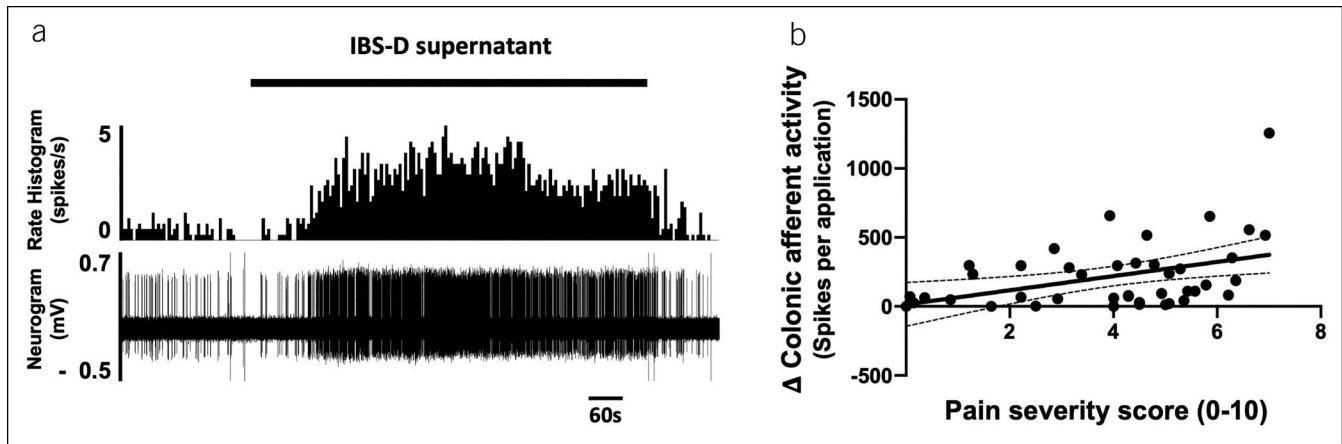 a
IBS-D supernatant
Rate Histogram
(spikes/s)
5
0
Neurogram
(mV)
0.7
- 0.5
60s
b
Δ Colonic afferent activity
(Spikes per application)
1500
1000
500
0
-500
2 4 6 8
Pain severity score (0-10)